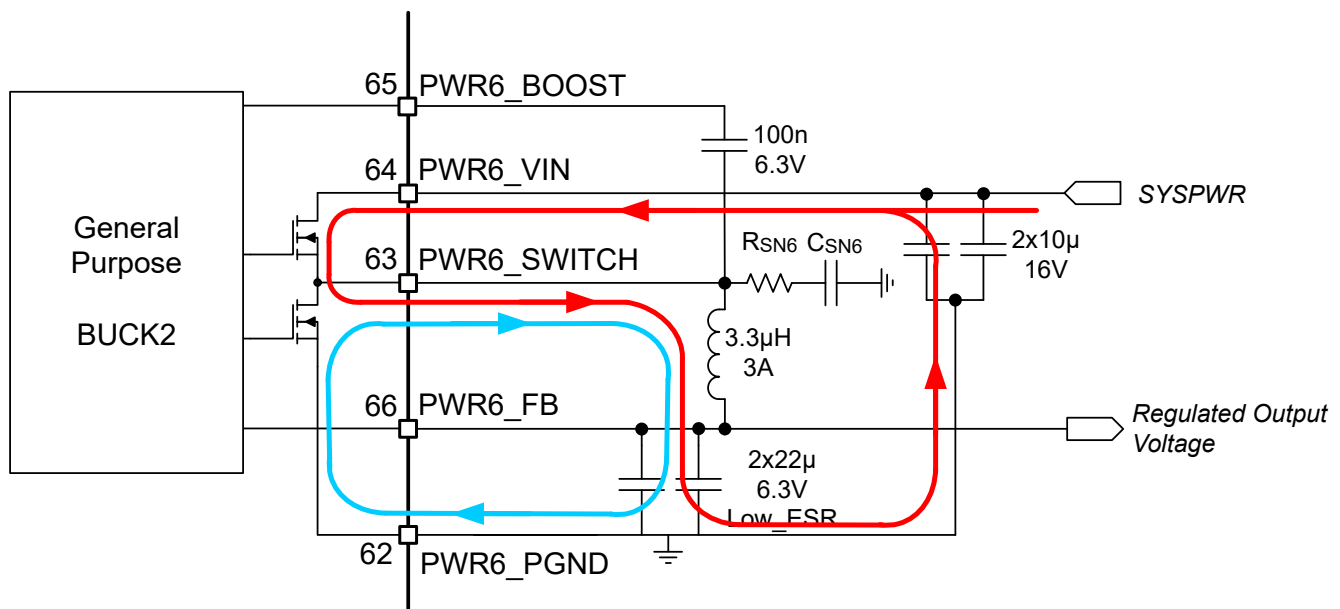 65 PWR6_BOOST
100n
6.3V
64 PWR6_VIN
SYSPWR
General
Purpose
BUCK2
63 PWR6_SWITCH
RSN6 CSN6
2x10µ
16V
3.3µH
3A
66 PWR6_FB
Regulated Output
Voltage
2x22µ
6.3V
Low_ESR
62 PWR6_PGND